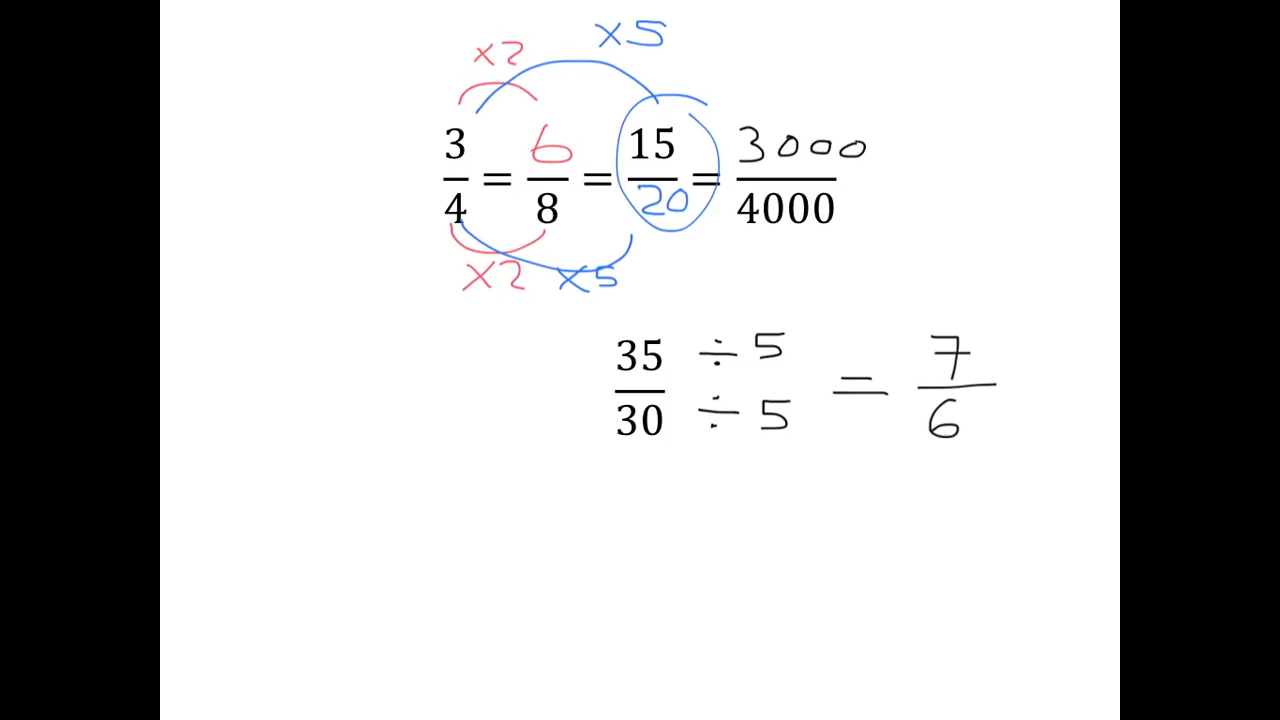 ×5
×2
3/4 = 6/8 = 15/20 = 3000/4000
×2 ×5
35/30 ÷5/÷5 = 7/6